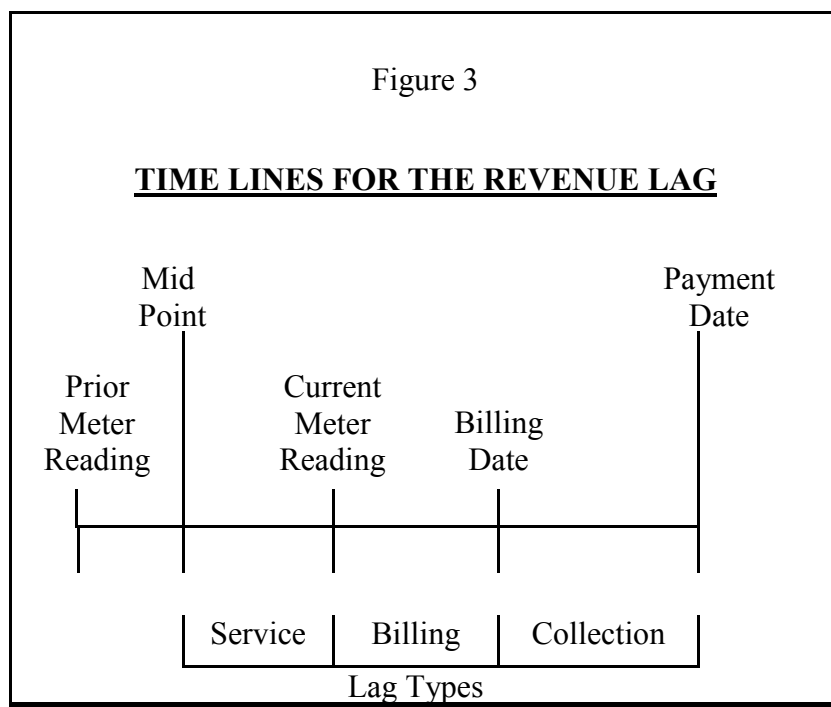 Figure 3
TIME LINES FOR THE REVENUE LAG
Mid
Point
Payment
Date
Prior
Meter
Reading
Current
Meter
Reading
Billing
Date
Service
Billing
Collection
Lag Types